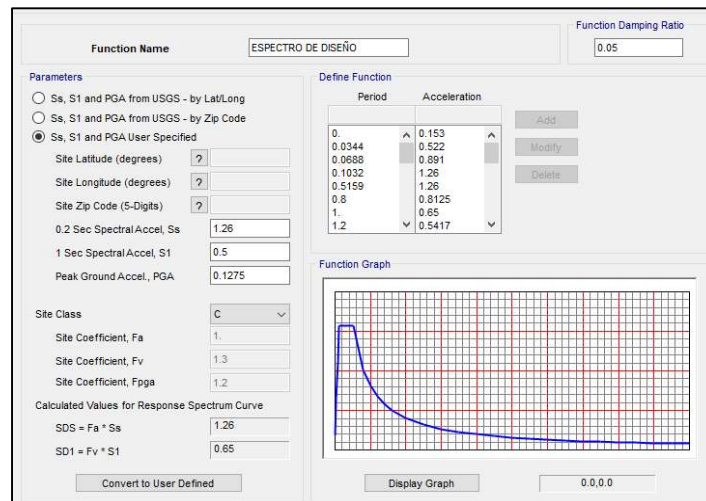 Function Damping Ratio
Function Name ESPECTRO DE DISEÑO 0.05
Parameters
Ss, S1 and PGA from USGS - by Lat/Long
Ss, S1 and PGA from USGS - by Zip Code
Ss, S1 and PGA User Specified
Site Latitude (degrees) ?
Site Longitude (degrees) ?
Site Zip Code (5-Digits) ?
0.2 Sec Spectral Accel, Ss 1.26
1 Sec Spectral Accel, S1 0.5
Peak Ground Accel., PGA 0.1275
Site Class C
Site Coefficient, Fa 1.
Site Coefficient, Fv 1.3
Site Coefficient, Fpga 1.2
Calculated Values for Response Spectrum Curve
SDS = Fa * Ss 1.26
SD1 = Fv * S1 0.65
Convert to User Defined
Define Function
Period Acceleration
0. 0.153
0.0344 0.522
0.0688 0.891
0.1032 1.26
0.5159 1.26
0.8 0.8125
1. 0.65
1.2 0.5417
Add
Modify
Delete
Function Graph
Display Graph 0.0,0.0